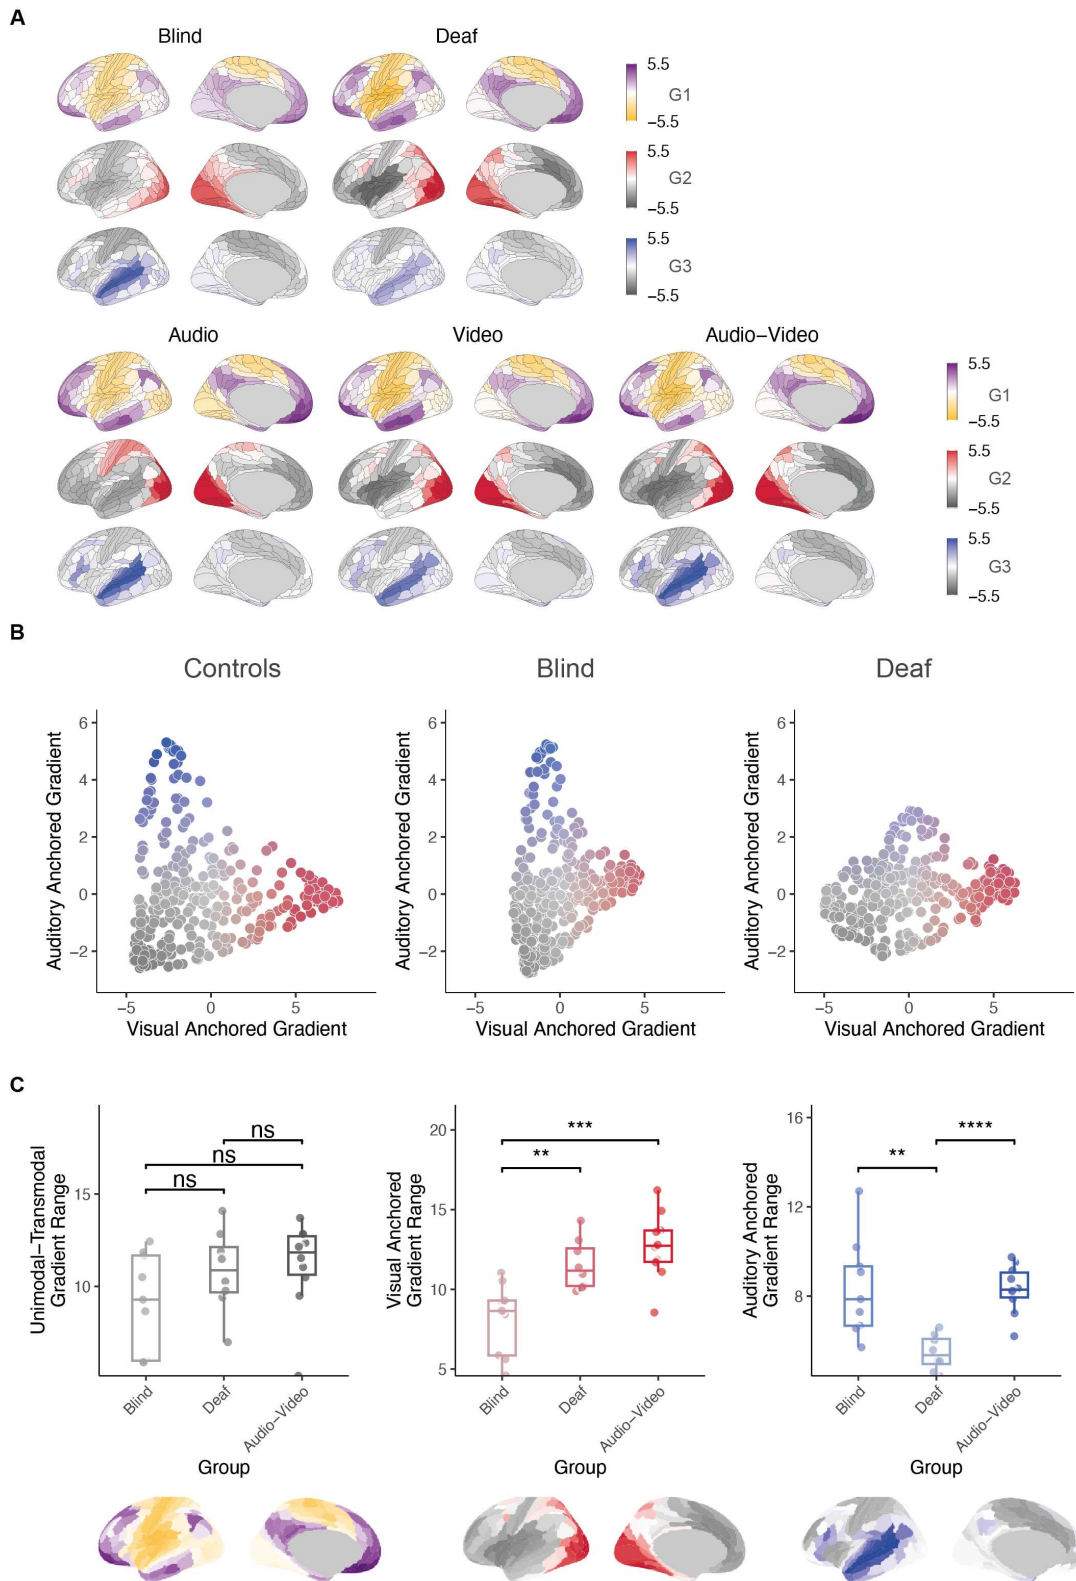 A
Blind Deaf
5.5
G1
−5.5
5.5
G2
−5.5
5.5
G3
−5.5
Audio Video Audio−Video
5.5
G1
−5.5
5.5
G2
−5.5
5.5
G3
−5.5
B
Controls Blind Deaf
Auditory Anchored Gradient
6
4
2
0
−2
−5 0 5
Visual Anchored Gradient
Auditory Anchored Gradient
6
4
2
0
−2
−5 0 5
Visual Anchored Gradient
Auditory Anchored Gradient
6
4
2
0
−2
−5 0 5
Visual Anchored Gradient
C
Unimodal−Transmodal
Gradient Range
15
10
ns
ns
ns
Blind
Deaf
Audio−Video
Group
Visual Anchored
Gradient Range
20
15
10
5
***
**
Blind
Deaf
Audio−Video
Group
Auditory Anchored
Gradient Range
16
12
8
**
****
Blind
Deaf
Audio−Video
Group